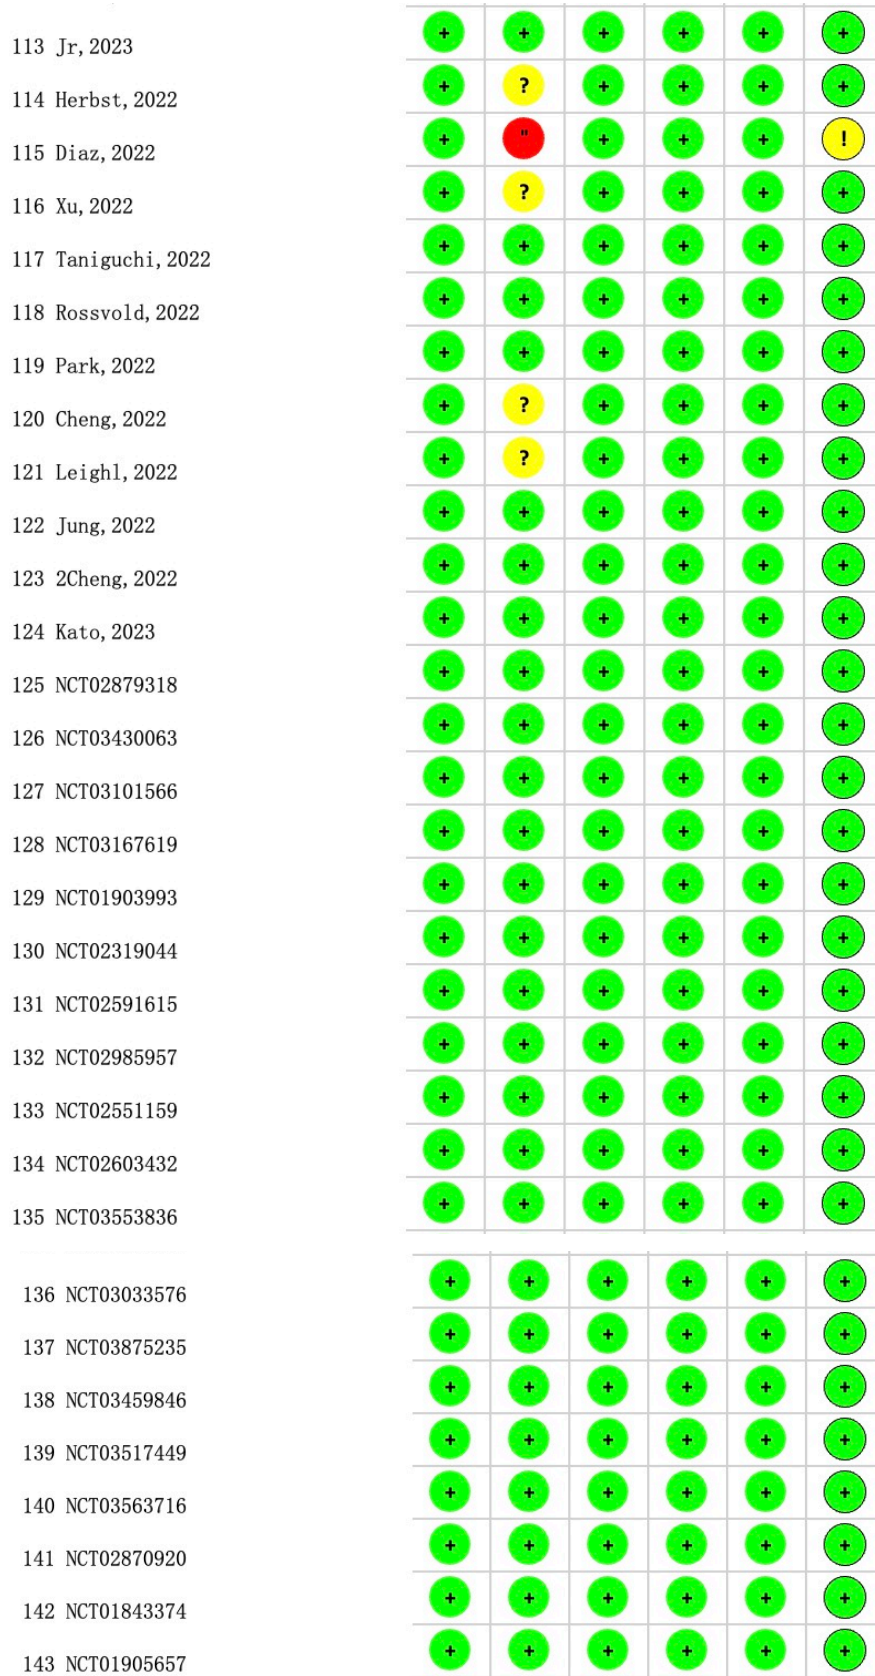 113 Jr,2023 + + + + + +
114 Herbst,2022 + ? + + + +
115 Diaz,2022 + " + + + !
116 Xu,2022 + ? + + + +
117 Taniguchi,2022 + + + + + +
118 Rossvold,2022 + + + + + +
119 Park,2022 + + + + + +
120 Cheng,2022 + ? + + + +
121 Leighl,2022 + ? + + + +
122 Jung,2022 + + + + + +
123 2Cheng,2022 + + + + + +
124 Kato,2023 + + + + + +
125 NCT02879318 + + + + + +
126 NCT03430063 + + + + + +
127 NCT03101566 + + + + + +
128 NCT03167619 + + + + + +
129 NCT01903993 + + + + + +
130 NCT02319044 + + + + + +
131 NCT02591615 + + + + + +
132 NCT02985957 + + + + + +
133 NCT02551159 + + + + + +
134 NCT02603432 + + + + + +
135 NCT03553836 + + + + + +
136 NCT03033576 + + + + + +
137 NCT03875235 + + + + + +
138 NCT03459846 + + + + + +
139 NCT03517449 + + + + + +
140 NCT03563716 + + + + + +
141 NCT02870920 + + + + + +
142 NCT01843374 + + + + + +
143 NCT01905657 + + + + + +